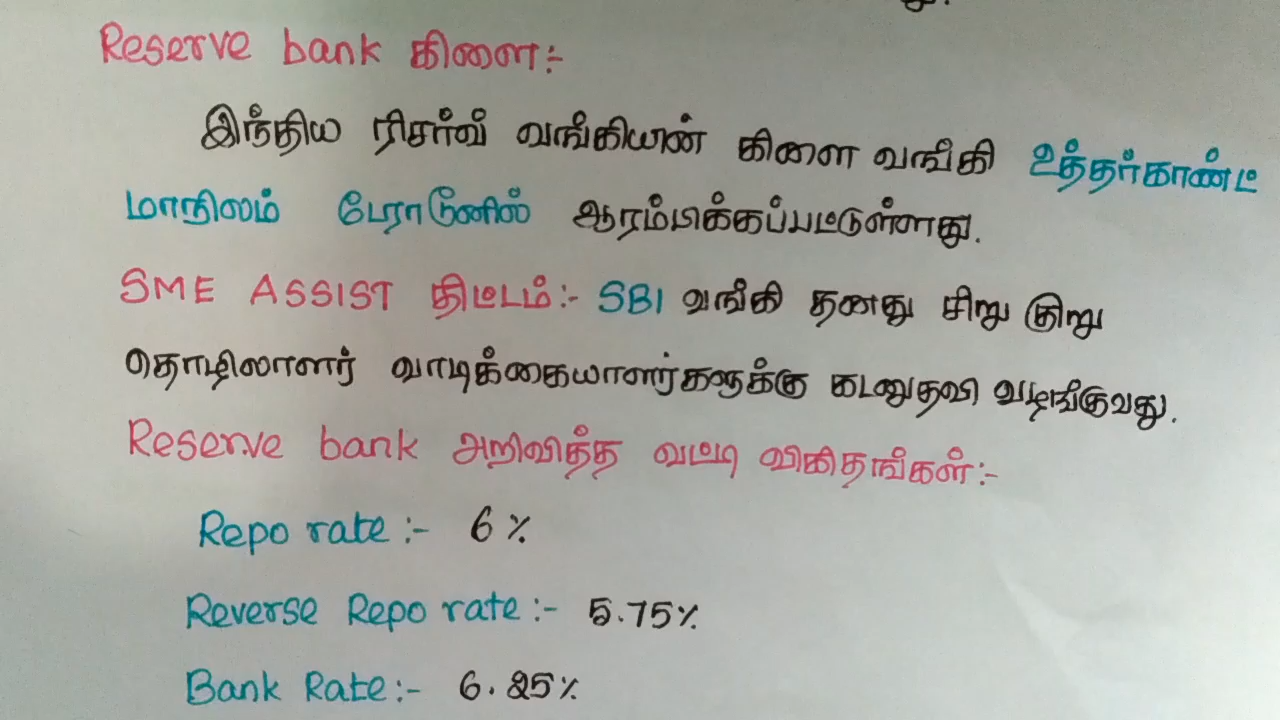 Reserve bank கிளை:-
இந்திய ரிசர்வ் வங்கியின் கிளை வங்கி உத்தர்காண்ட்
மாநிலம் டேராடூனில் ஆரம்பிக்கப்பட்டுள்ளது.
SME ASSIST திட்டம்:- SBI வங்கி தனது சிறு குறு
தொழிலாளர் வாடிக்கையாளர்களுக்கு கடனுதவி வழங்குவது.
Reserve bank அறிவித்த வட்டி விகிதங்கள்:-
Repo rate:- 6%
Reverse Repo rate:- 5.75%
Bank Rate:- 6.25%